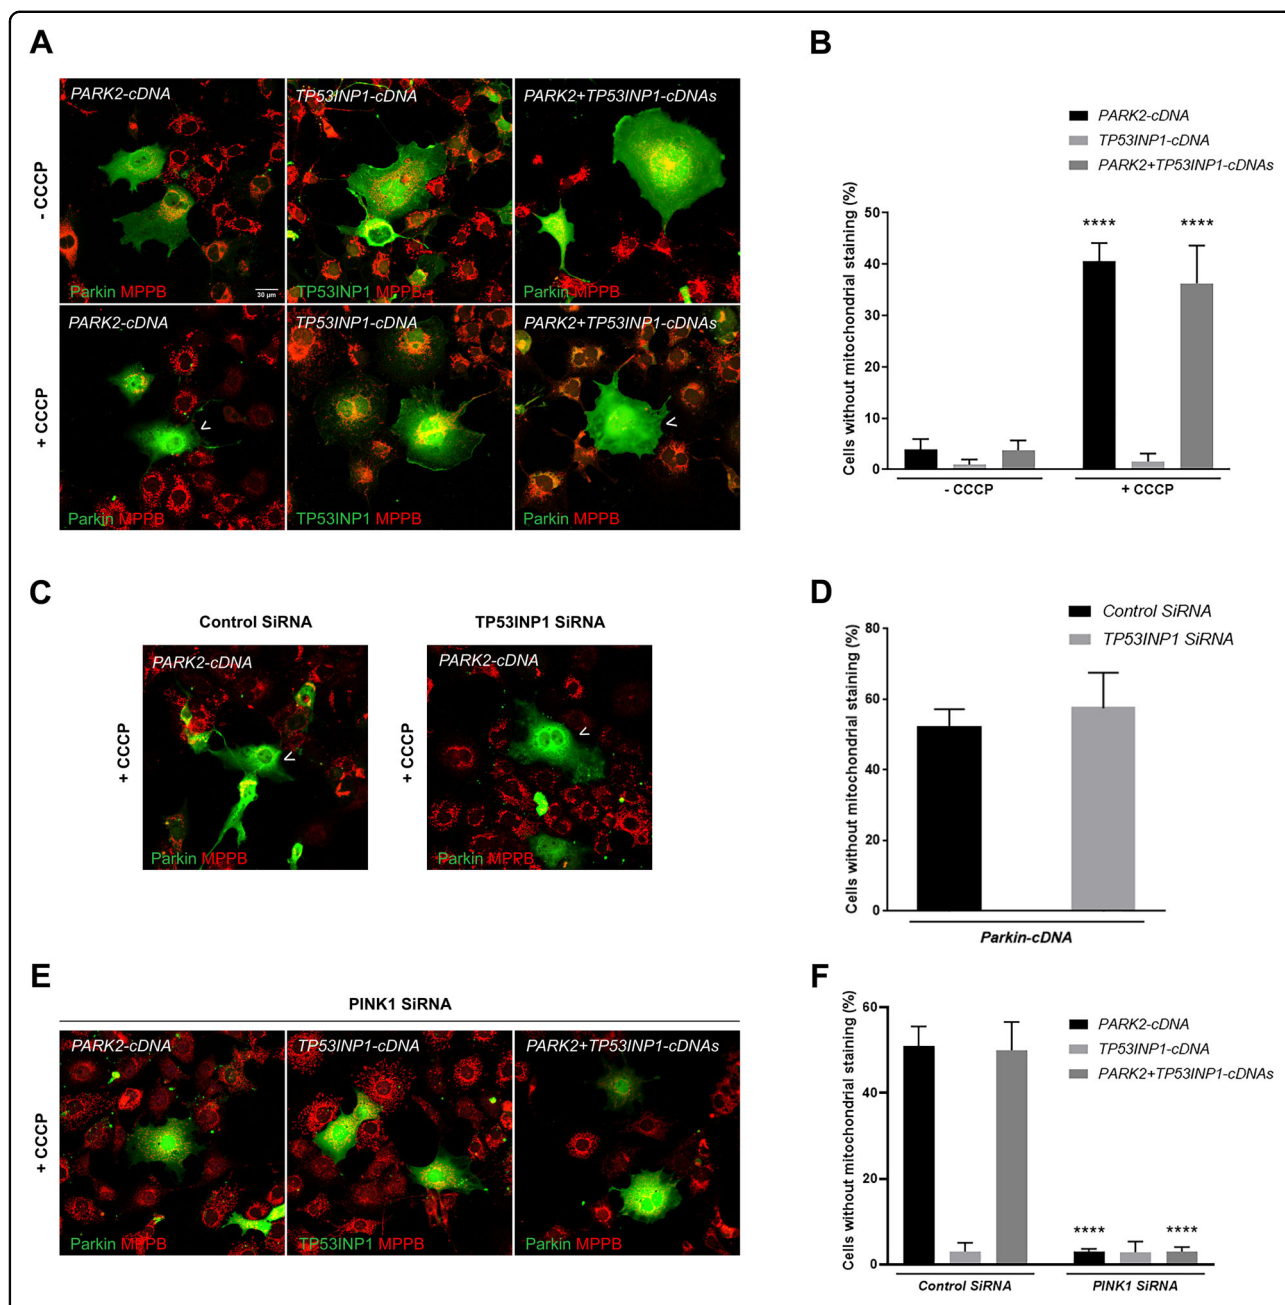 A
PARK2-cDNA
TP53INP1-cDNA
PARK2+TP53INP1-cDNAs
- CCCP
Parkin MPPB
30 µm
TP53INP1 MPPB
Parkin MPPB
PARK2-cDNA
TP53INP1-cDNA
PARK2+TP53INP1-cDNAs
+ CCCP
<
<
Parkin MPPB
TP53INP1 MPPB
Parkin MPPB
B
PARK2-cDNA
TP53INP1-cDNA
PARK2+TP53INP1-cDNAs
Cells without mitochondrial staining (%)
50
40
30
20
10
0
****
****
- CCCP
+ CCCP
C
Control SiRNA
TP53INP1 SiRNA
PARK2-cDNA
PARK2-cDNA
+ CCCP
+ CCCP
<
<
Parkin MPPB
Parkin MPPB
D
Control SiRNA
TP53INP1 SiRNA
Cells without mitochondrial staining (%)
80
60
40
20
0
Parkin-cDNA
E
PINK1 SiRNA
PARK2-cDNA
TP53INP1-cDNA
PARK2+TP53INP1-cDNAs
+ CCCP
Parkin MPPB
TP53INP1 MPPB
Parkin MPPB
F
PARK2-cDNA
TP53INP1-cDNA
PARK2+TP53INP1-cDNAs
Cells without mitochondrial staining (%)
60
40
20
0
****
****
Control SiRNA
PINK1 SiRNA